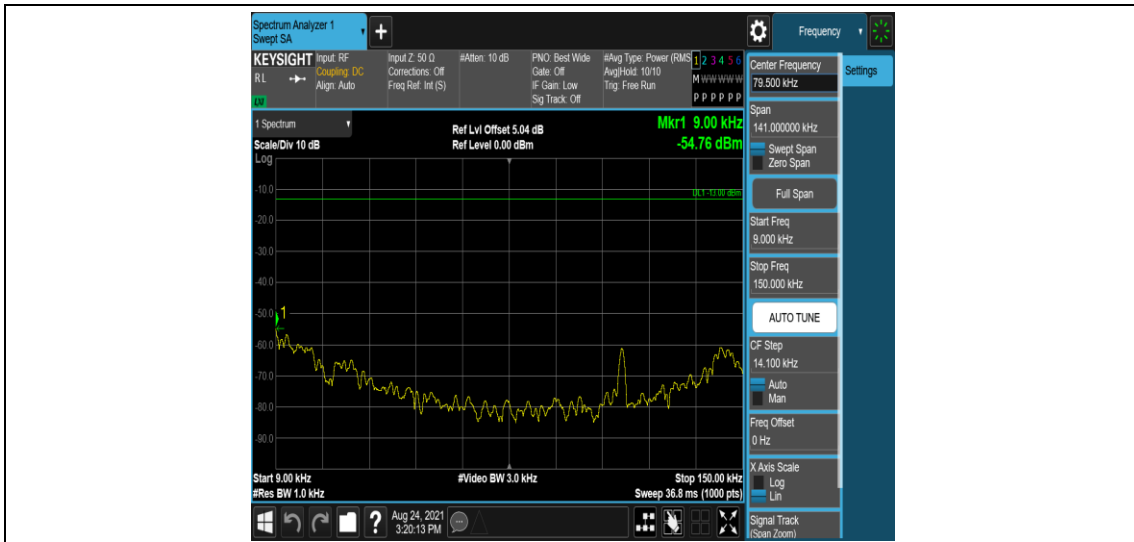 Spectrum Analyzer 1
Swept SA
+
Frequency
KEYSIGHT
RL
LXI
Input: RF
Coupling: DC
Align: Auto
Input Z: 50 Ω
Corrections: Off
Freq Ref: Int (S)
#Atten: 10 dB
PNO: Best Wide
Gate: Off
IF Gain: Low
Sig Track: Off
#Avg Type: Power (RMS
Avg|Hold: 10/10
Trig: Free Run
1 2 3 4 5 6
M W W W W W
P P P P P P
1 Spectrum
Scale/Div 10 dB
Log
Ref Lvl Offset 5.04 dB
Ref Level 0.00 dBm
Mkr1 9.00 kHz
-54.76 dBm
DL1 -13.00 dBm
-10.0
-20.0
-30.0
-40.0
-50.0
1
-60.0
-70.0
-80.0
-90.0
Start 9.00 kHz
#Res BW 1.0 kHz
#Video BW 3.0 kHz
Stop 150.00 kHz
Sweep 36.8 ms (1000 pts)
?
Aug 24, 2021
3:20:13 PM
Center Frequency
79.500 kHz
Settings
Span
141.000000 kHz
Swept Span
Zero Span
Full Span
Start Freq
9.000 kHz
Stop Freq
150.000 kHz
AUTO TUNE
CF Step
14.100 kHz
Auto
Man
Freq Offset
0 Hz
X Axis Scale
Log
Lin
Signal Track
(Span Zoom)